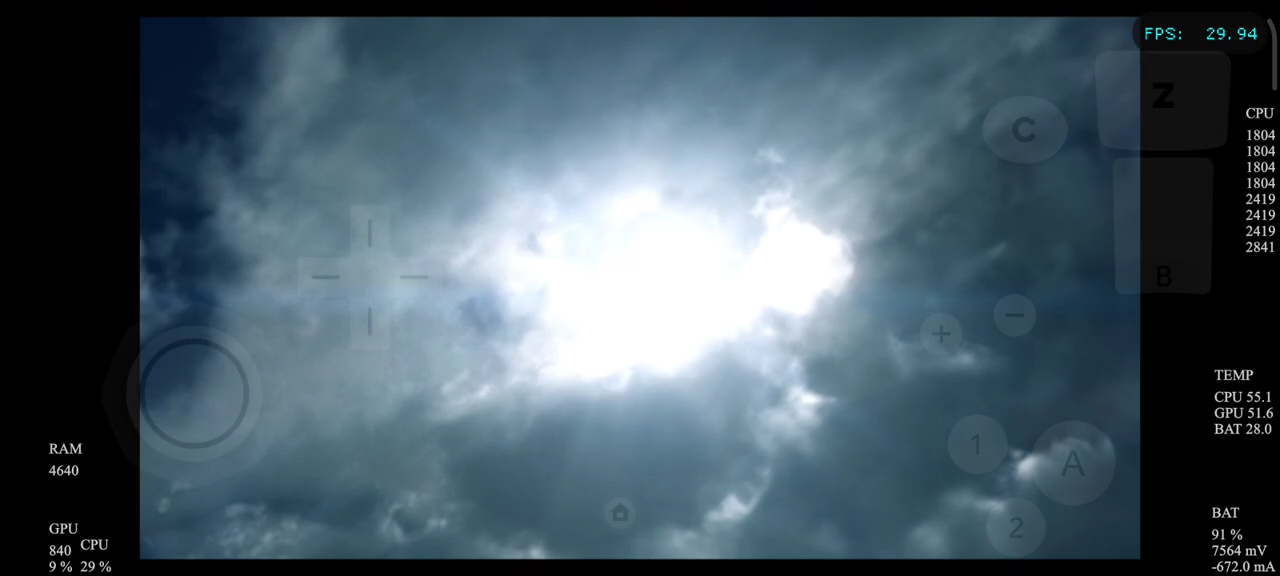 FPS: 29.94
Z
C
CPU
1804
1804
1804
1804
2419
2419
2419
2841
B
1
A
2
TEMP
CPU 55.1
GPU 51.6
BAT 28.0
RAM
4640
GPU
840
9 %
CPU
29 %
BAT
91 %
7564 mV
-672.0 mA